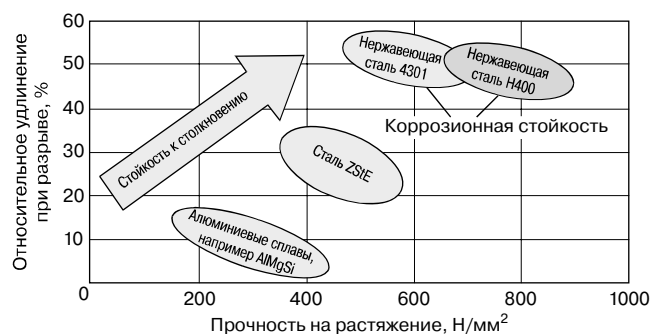 Относительное удлинение
при разрыве, %
60
50
40
30
20
10
0
200
400
600
800
1000
Прочность на растяжение, Н/мм²
Стойкость к столкновению
Нержавеющая
сталь 4301
Нержавеющая
сталь H400
Коррозионная стойкость
Сталь ZStE
Алюминиевые сплавы,
например AlMgSi